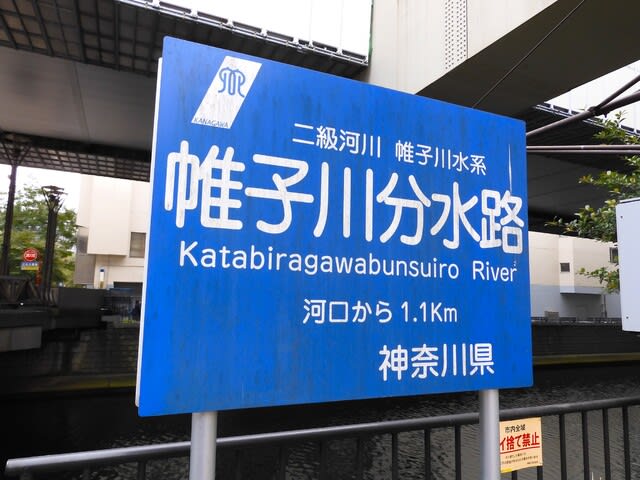 KANAGAWA
二級河川 帷子川水系
帷子川分水路
Katabiragawabunsuiro River
河口から1.1Km
神奈川県
市内全域
イ捨て禁止